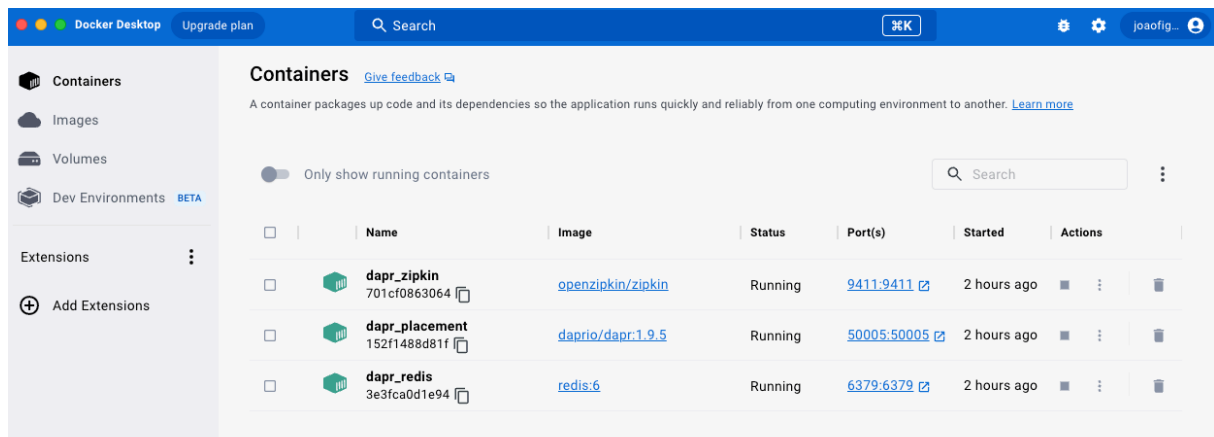 Docker Desktop Upgrade plan Search ⌘K joaofig...
Containers
Images
Volumes
Dev Environments BETA
Extensions
Add Extensions
Containers Give feedback
A container packages up code and its dependencies so the application runs quickly and reliably from one computing environment to another. Learn more
Only show running containers Search
Name Image Status Port(s) Started Actions
dapr_zipkin
701cf0863064
openzipkin/zipkin Running 9411:9411 2 hours ago
dapr_placement
152f1488d81f
daprio/dapr:1.9.5 Running 50005:50005 2 hours ago
dapr_redis
3e3fca0d1e94
redis:6 Running 6379:6379 2 hours ago